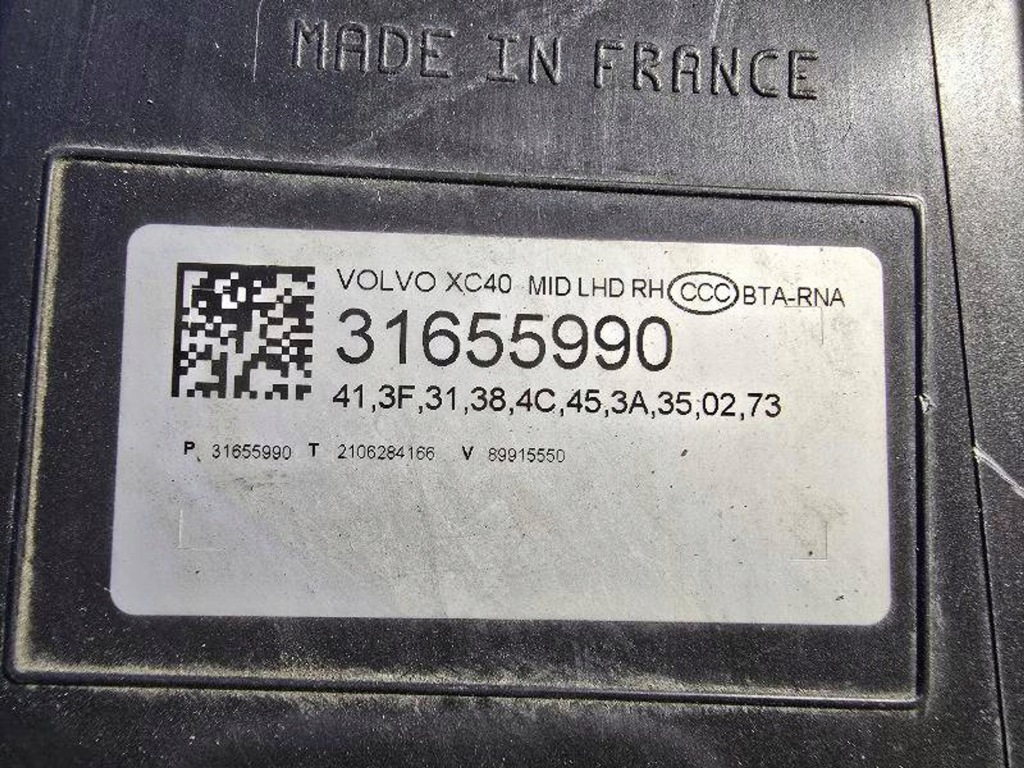 MADE IN FRANCE
VOLVO XC40 MID LHD RH CCC BTA-RNA
31655990
41,3F,31,38,4C,45,3A,35,02,73
P 31655990 T 2106284166 V 89915550